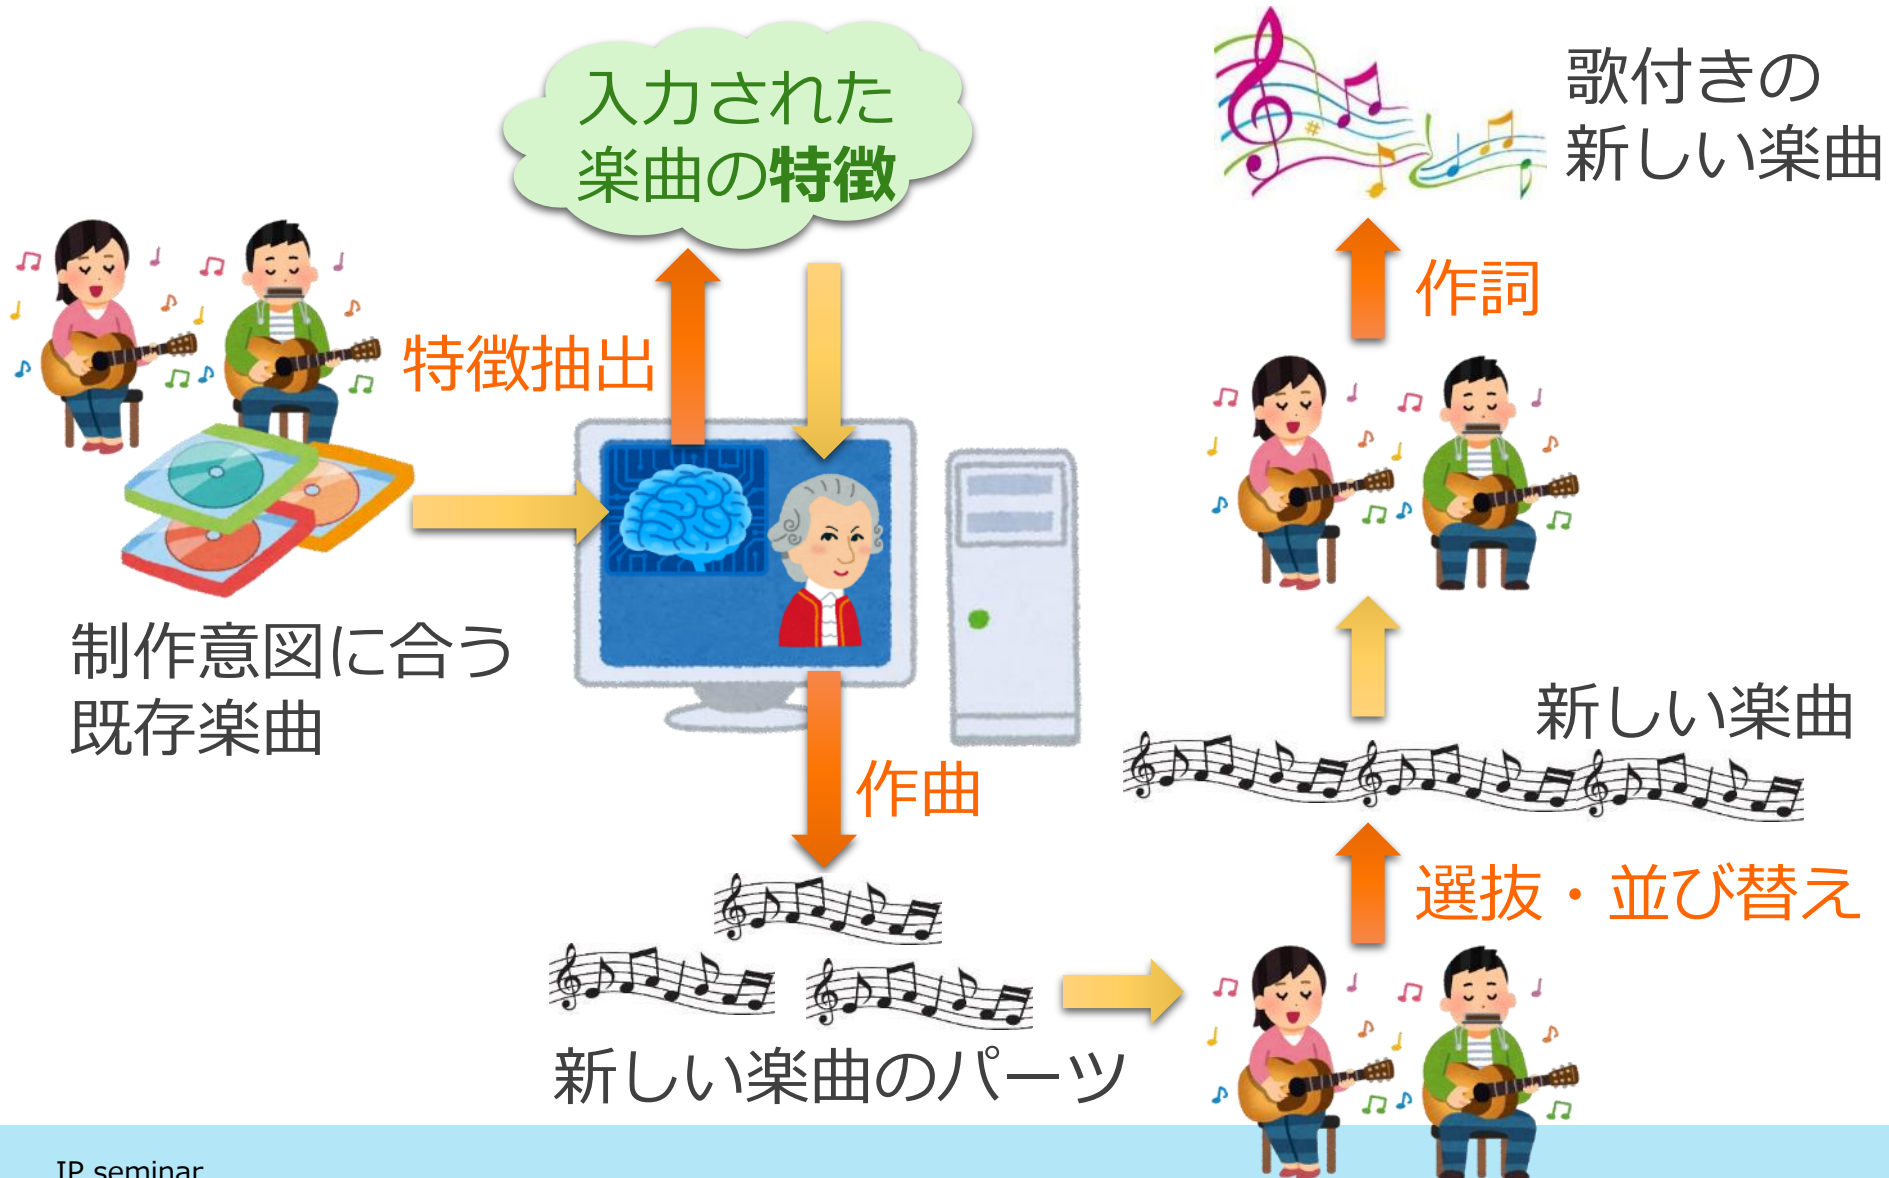 入力された
楽曲の特徴
特徴抽出
制作意図に合う
既存楽曲
作曲
新しい楽曲のパーツ
選抜・並び替え
新しい楽曲
作詞
歌付きの
新しい楽曲
IP seminar